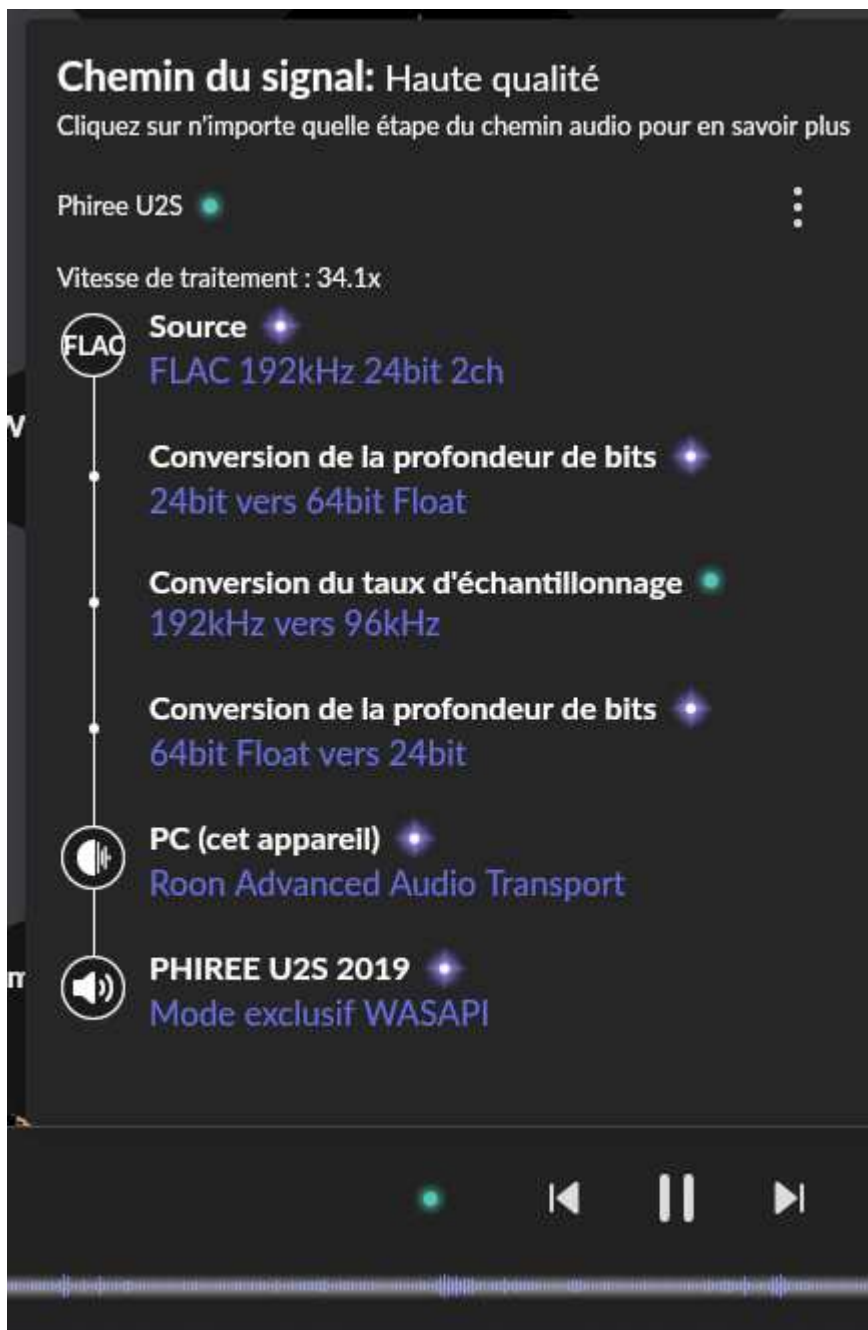 Chemin du signal: Haute qualité
Cliquez sur n'importe quelle étape du chemin audio pour en savoir plus
Phiree U2S
Vitesse de traitement : 34.1x
FLAC
Source
FLAC 192kHz 24bit 2ch
Conversion de la profondeur de bits
24bit vers 64bit Float
Conversion du taux d'échantillonnage
192kHz vers 96kHz
Conversion de la profondeur de bits
64bit Float vers 24bit
PC (cet appareil)
Roon Advanced Audio Transport
PHIREE U2S 2019
Mode exclusif WASAPI